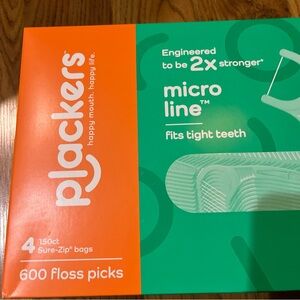 plackers
happy mouth. happy life.
4 150ct
Sure-Zip® bags
600 floss picks
Engineered
to be 2x stronger*
micro
line™
fits tight teeth